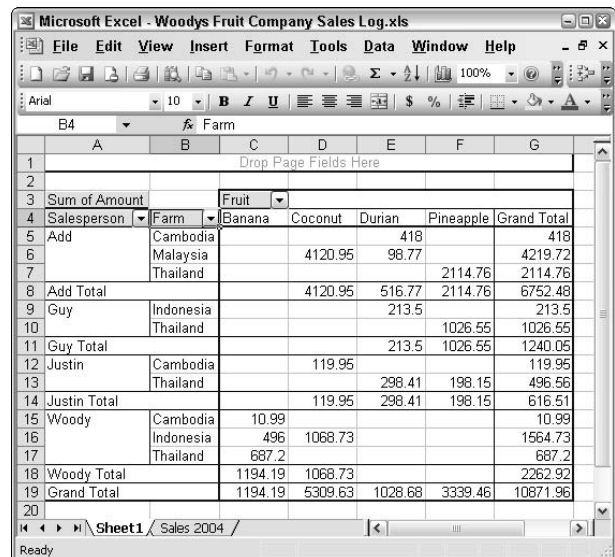 Microsoft Excel - Woodys Fruit Company Sales Log.xls
File Edit View Insert Format Tools Data Window Help
Σ 100%
Arial 10 B I U $ %
B4 fx Farm
A B C D E F G
1 Drop Page Fields Here
2
3 Sum of Amount Fruit
4 Salesperson Farm Banana Coconut Durian Pineapple Grand Total
5 Add Cambodia 418 418
6 Malaysia 4120.95 98.77 4219.72
7 Thailand 2114.76 2114.76
8 Add Total 4120.95 516.77 2114.76 6752.48
9 Guy Indonesia 213.5 213.5
10 Thailand 1026.55 1026.55
11 Guy Total 213.5 1026.55 1240.05
12 Justin Cambodia 119.95 119.95
13 Thailand 298.41 198.15 496.56
14 Justin Total 119.95 298.41 198.15 616.51
15 Woody Cambodia 10.99 10.99
16 Indonesia 496 1068.73 1564.73
17 Thailand 687.2 687.2
18 Woody Total 1194.19 1068.73 2262.92
19 Grand Total 1194.19 5309.63 1028.68 3339.46 10871.96
20
Sheet1 Sales 2004
Ready